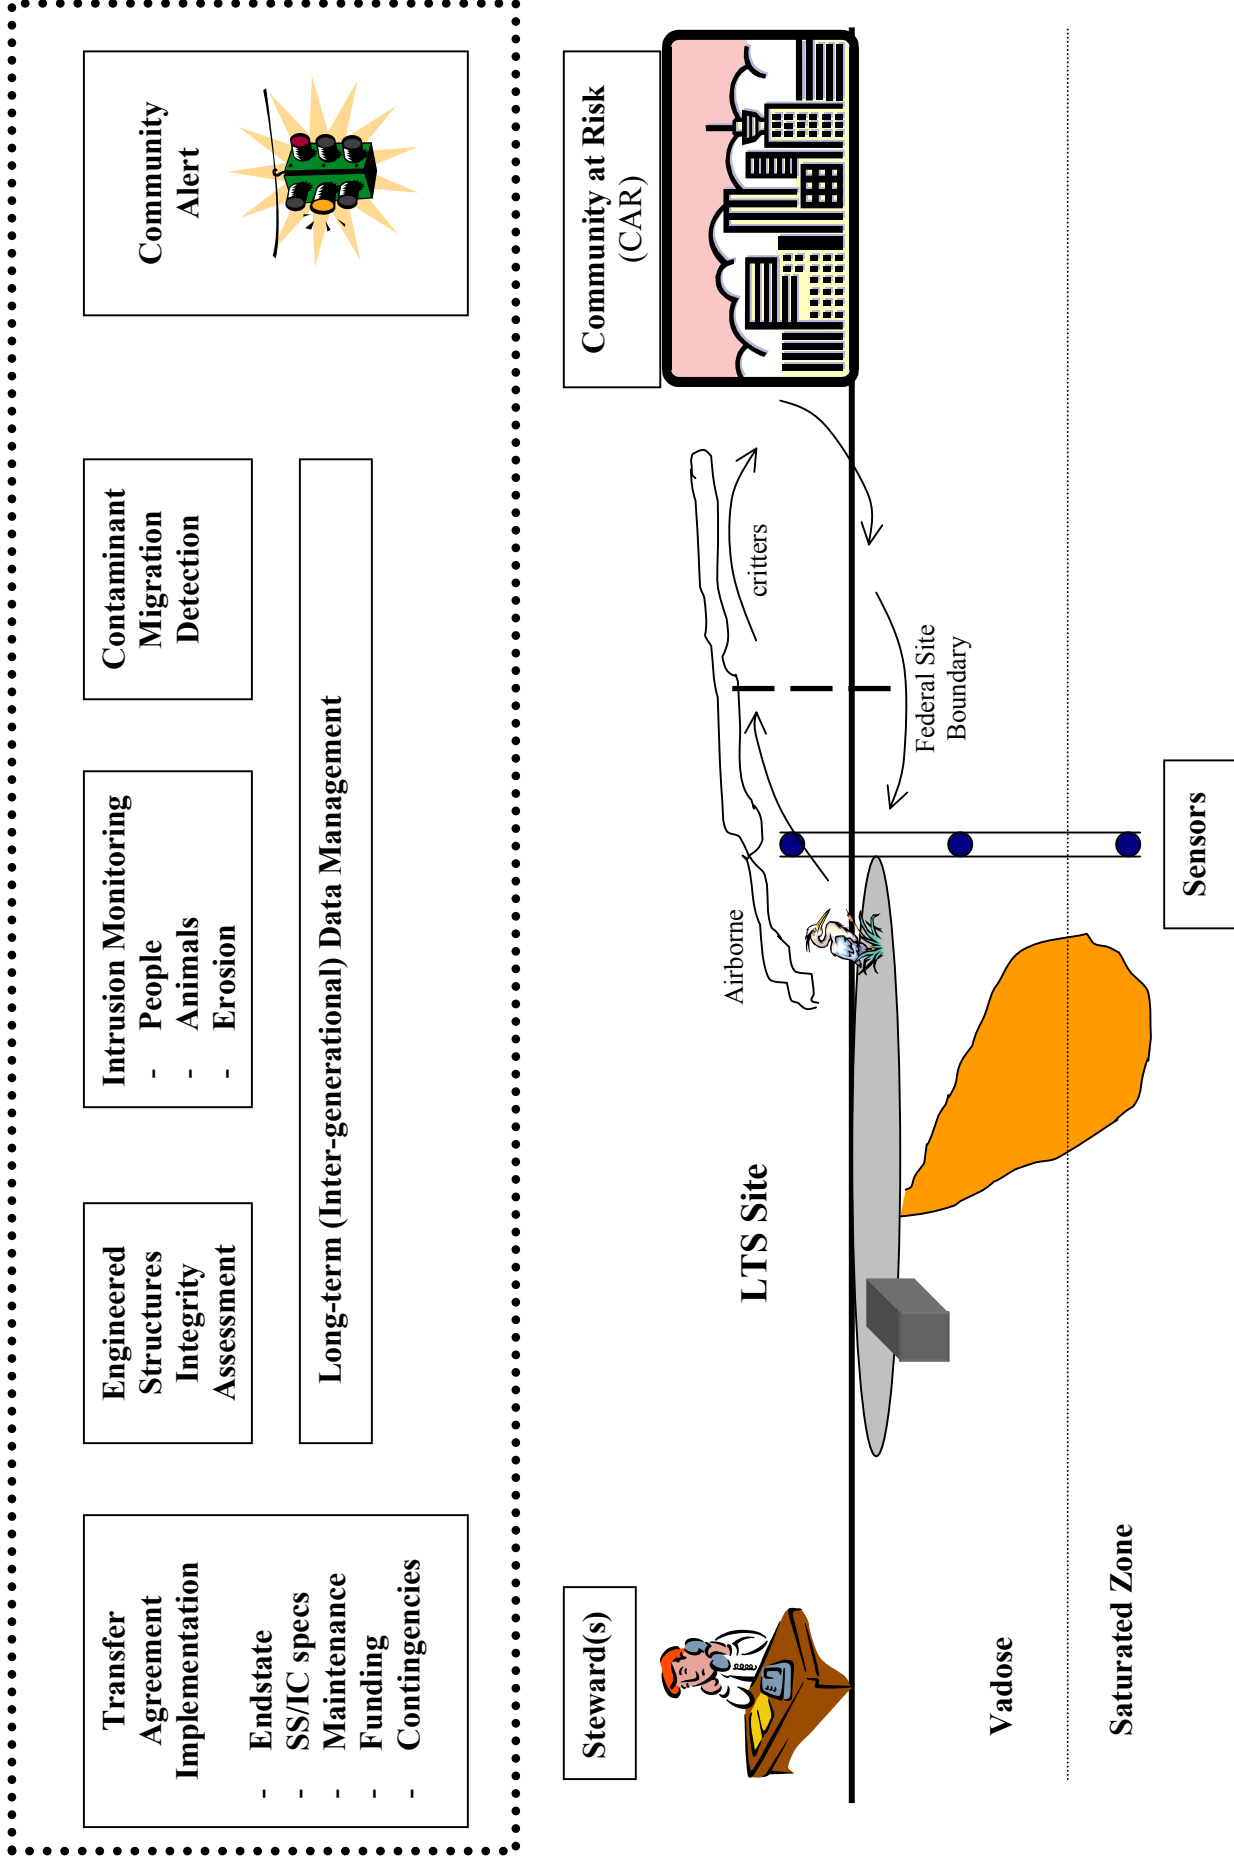 Transfer
Agreement
Implementation
- Endstate
- SS/IC specs
- Maintenance
- Funding
- Contingencies
Engineered
Structures
Integrity
Assessment
Intrusion Monitoring
- People
- Animals
- Erosion
Contaminant
Migration
Detection
Long-term (Inter-generational) Data Management
Community
Alert
Steward(s)
Community at Risk
(CAR)
LTS Site
Airborne
critters
Federal Site
Boundary
Vadose
Saturated Zone
Sensors